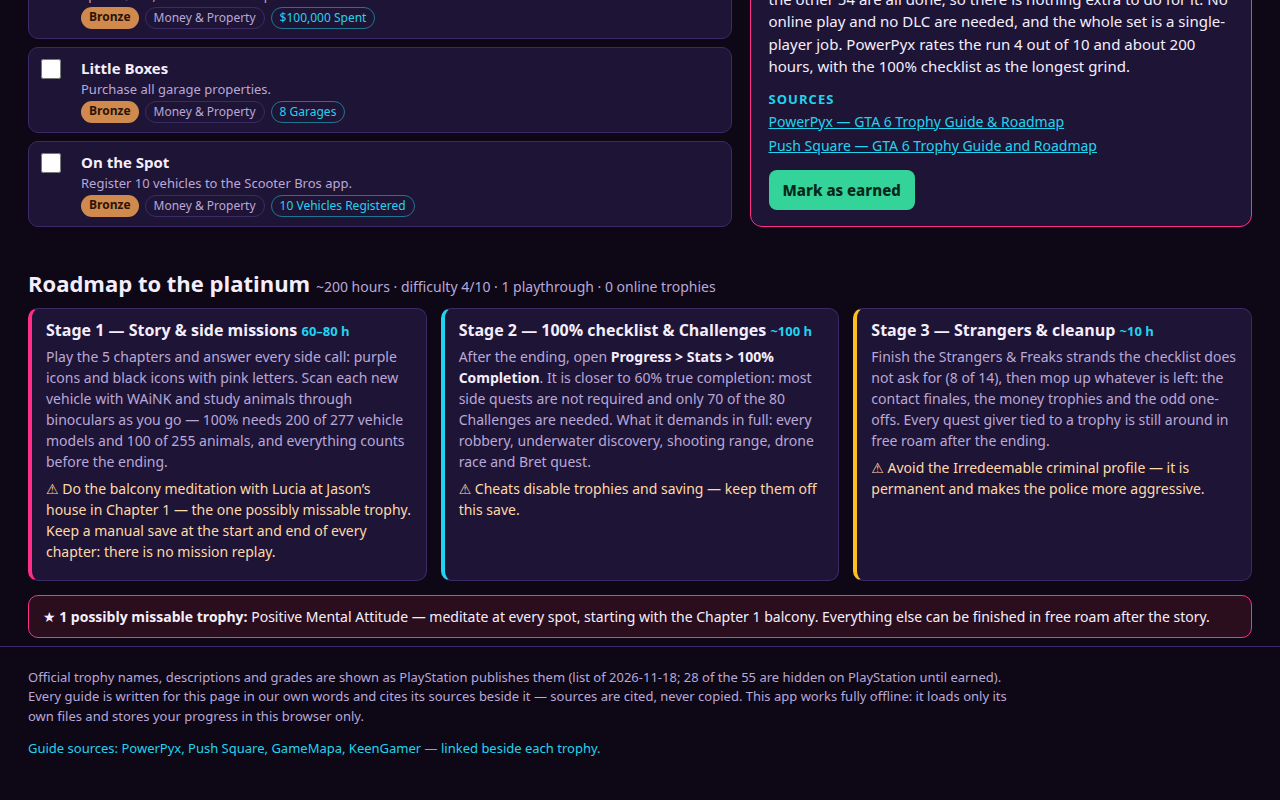 Bronze Money & Property $100,000 Spent
Little Boxes
Purchase all garage properties.
Bronze Money & Property 8 Garages
On the Spot
Register 10 vehicles to the Scooter Bros app.
Bronze Money & Property 10 Vehicles Registered
online play and no DLC are needed, and the whole set is a single-
player job. PowerPyx rates the run 4 out of 10 and about 200
hours, with the 100% checklist as the longest grind.
SOURCES
PowerPyx — GTA 6 Trophy Guide & Roadmap
Push Square — GTA 6 Trophy Guide and Roadmap
Mark as earned
Roadmap to the platinum ~200 hours · difficulty 4/10 · 1 playthrough · 0 online trophies
Stage 1 — Story & side missions 60–80 h
Play the 5 chapters and answer every side call: purple
icons and black icons with pink letters. Scan each new
vehicle with WAiNK and study animals through
binoculars as you go — 100% needs 200 of 277 vehicle
models and 100 of 255 animals, and everything counts
before the ending.
⚠ Do the balcony meditation with Lucia at Jason’s
house in Chapter 1 — the one possibly missable trophy.
Keep a manual save at the start and end of every
chapter: there is no mission replay.
Stage 2 — 100% checklist & Challenges ~100 h
After the ending, open Progress > Stats > 100%
Completion. It is closer to 60% true completion: most
side quests are not required and only 70 of the 80
Challenges are needed. What it demands in full: every
robbery, underwater discovery, shooting range, drone
race and Bret quest.
⚠ Cheats disable trophies and saving — keep them off
this save.
Stage 3 — Strangers & cleanup ~10 h
Finish the Strangers & Freaks strands the checklist does
not ask for (8 of 14), then mop up whatever is left: the
contact finales, the money trophies and the odd one-
offs. Every quest giver tied to a trophy is still around in
free roam after the ending.
⚠ Avoid the Irredeemable criminal profile — it is
permanent and makes the police more aggressive.
★ 1 possibly missable trophy: Positive Mental Attitude — meditate at every spot, starting with the Chapter 1 balcony. Everything else can be finished in free roam after the story.
Official trophy names, descriptions and grades are shown as PlayStation publishes them (list of 2026-11-18; 28 of the 55 are hidden on PlayStation until earned).
Every guide is written for this page in our own words and cites its sources beside it — sources are cited, never copied. This app works fully offline: it loads only its
own files and stores your progress in this browser only.
Guide sources: PowerPyx, Push Square, GameMapa, KeenGamer — linked beside each trophy.